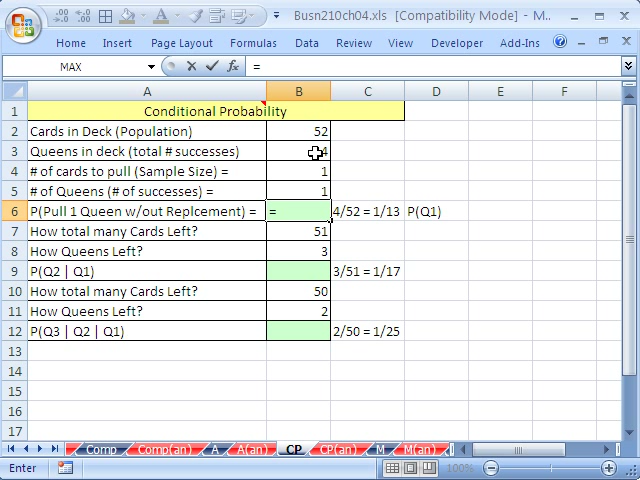 Busn210ch04.xls [Compatibility Mode] - M..
Home Insert Page Layout Formulas Data Review View Developer Add-Ins
MAX =
A B C D E F
1 Conditional Probability
2 Cards in Deck (Population) 52
3 Queens in deck (total # successes) 4
4 # of cards to pull (Sample Size) = 1
5 # of Queens (# of successes) = 1
6 P(Pull 1 Queen w/out Replcement) = = 4/52 = 1/13 P(Q1)
7 How total many Cards Left? 51
8 How Queens Left? 3
9 P(Q2 | Q1) 3/51 = 1/17
10 How total many Cards Left? 50
11 How Queens Left? 2
12 P(Q3 | Q2 | Q1) 2/50 = 1/25
13
14
15
16
17
Comp Comp(an) A A(an) CP CP(an) M M(an)
Enter 100%